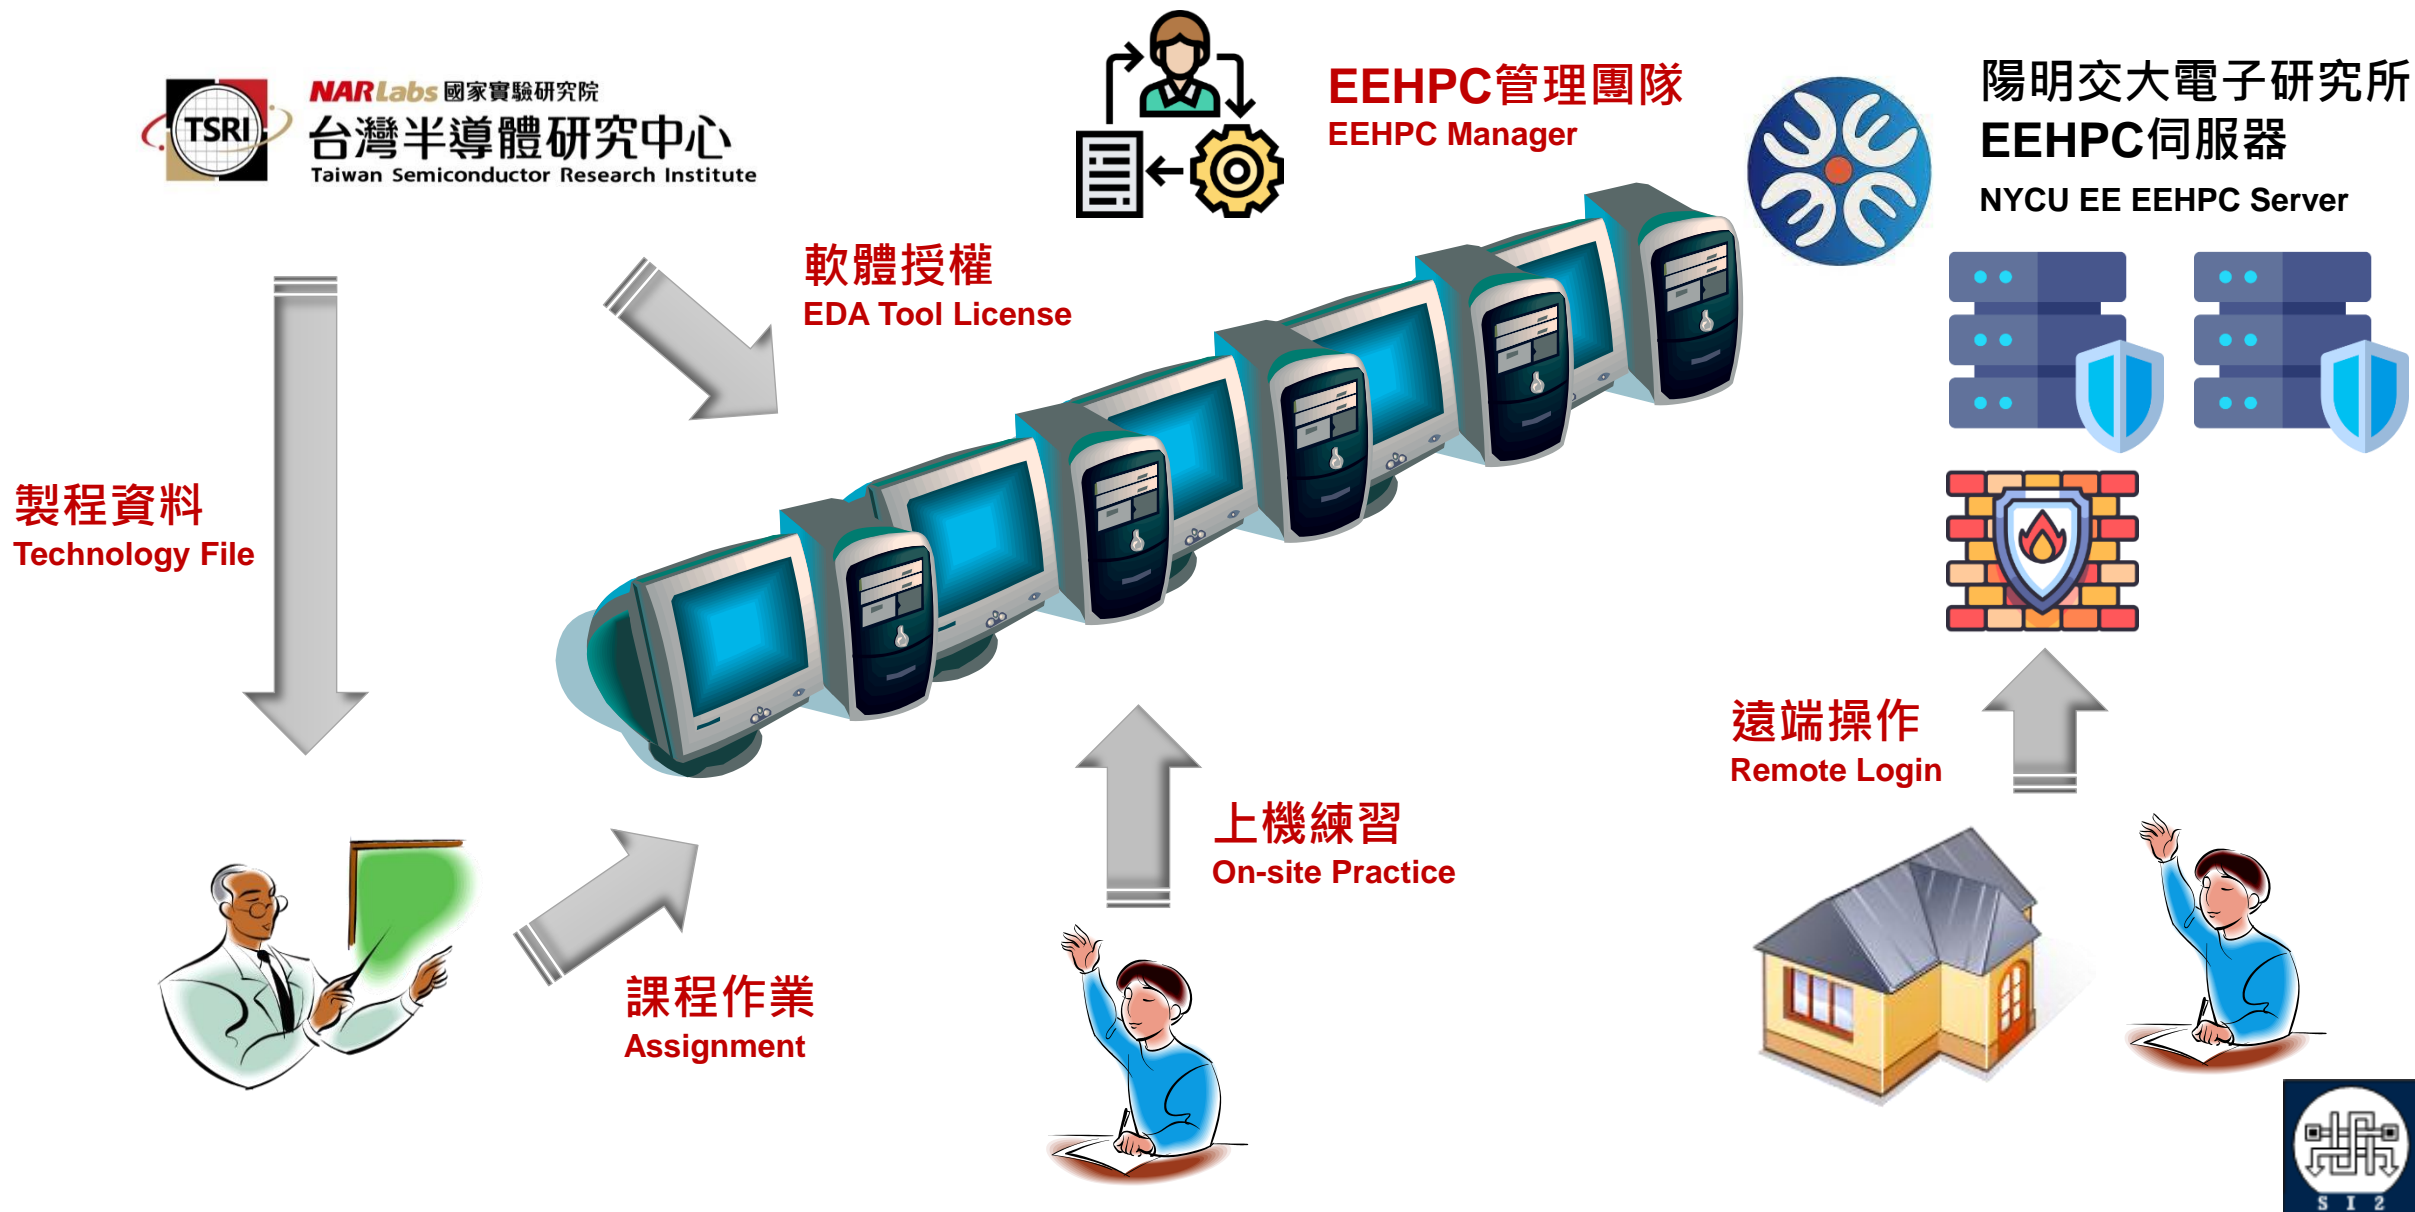 TSRI
NARLabs 國家實驗研究院
台灣半導體研究中心
Taiwan Semiconductor Research Institute
EEHPC管理團隊
EEHPC Manager
陽明交大電子研究所
EEHPC伺服器
NYCU EE EEHPC Server
軟體授權
EDA Tool License
製程資料
Technology File
遠端操作
Remote Login
上機練習
On-site Practice
課程作業
Assignment
S I 2